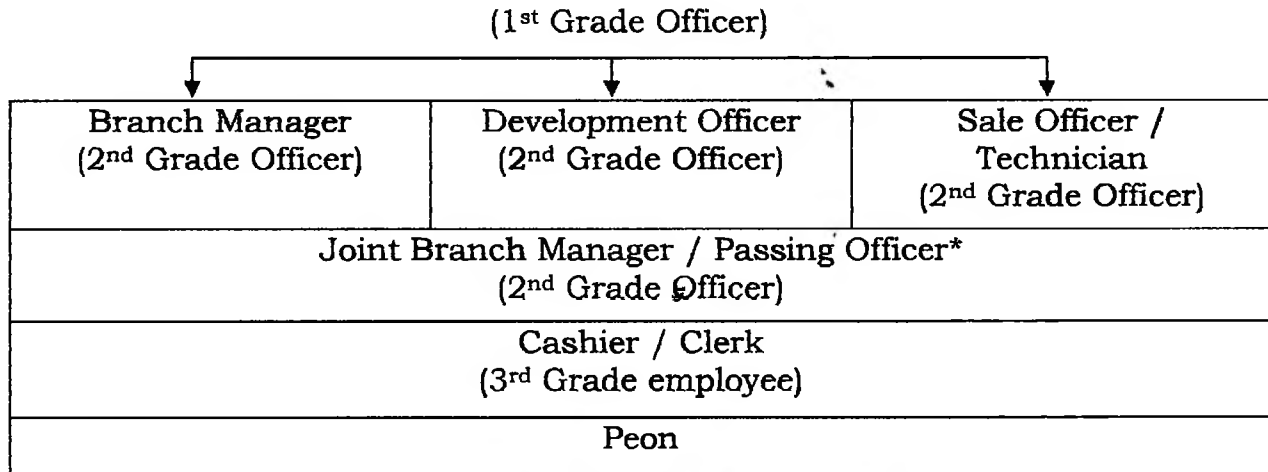 (1st Grade Officer)
Branch Manager
(2nd Grade Officer)
Development Officer
(2nd Grade Officer)
Sale Officer /
Technician
(2nd Grade Officer)
Joint Branch Manager / Passing Officer*
(2nd Grade Officer)
Cashier / Clerk
(3rd Grade employee)
Peon